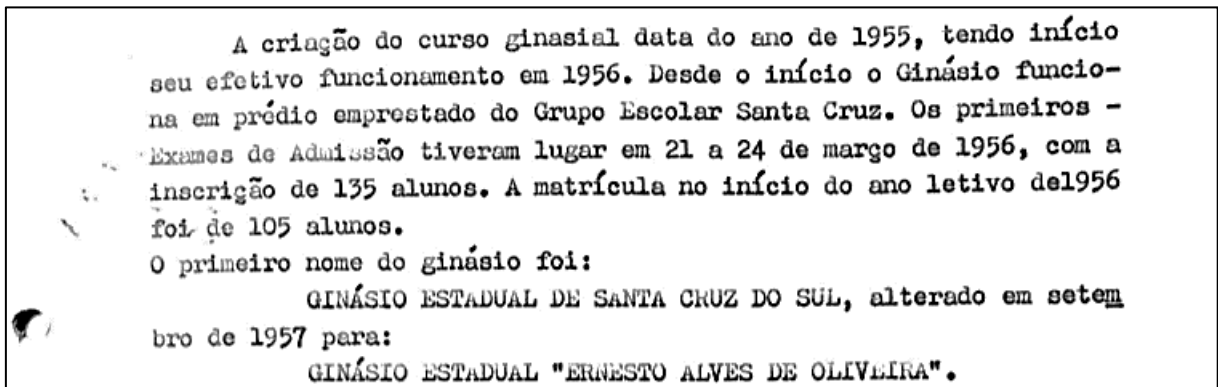 A criação do curso ginasial data do ano de 1955, tendo início
seu efetivo funcionamento em 1956. Desde o início o Ginásio funcio-
na em prédio emprestado do Grupo Escolar Santa Cruz. Os primeiros -
Exames de Admissão tiveram lugar em 21 a 24 de março de 1956, com a
inscrição de 135 alunos. A matrícula no início do ano letivo de1956
foi de 105 alunos.
O primeiro nome do ginásio foi:
GINÁSIO ESTADUAL DE SANTA CRUZ DO SUL, alterado em setem
bro de 1957 para:
GINÁSIO ESTADUAL "ERNESTO ALVES DE OLIVEIRA".